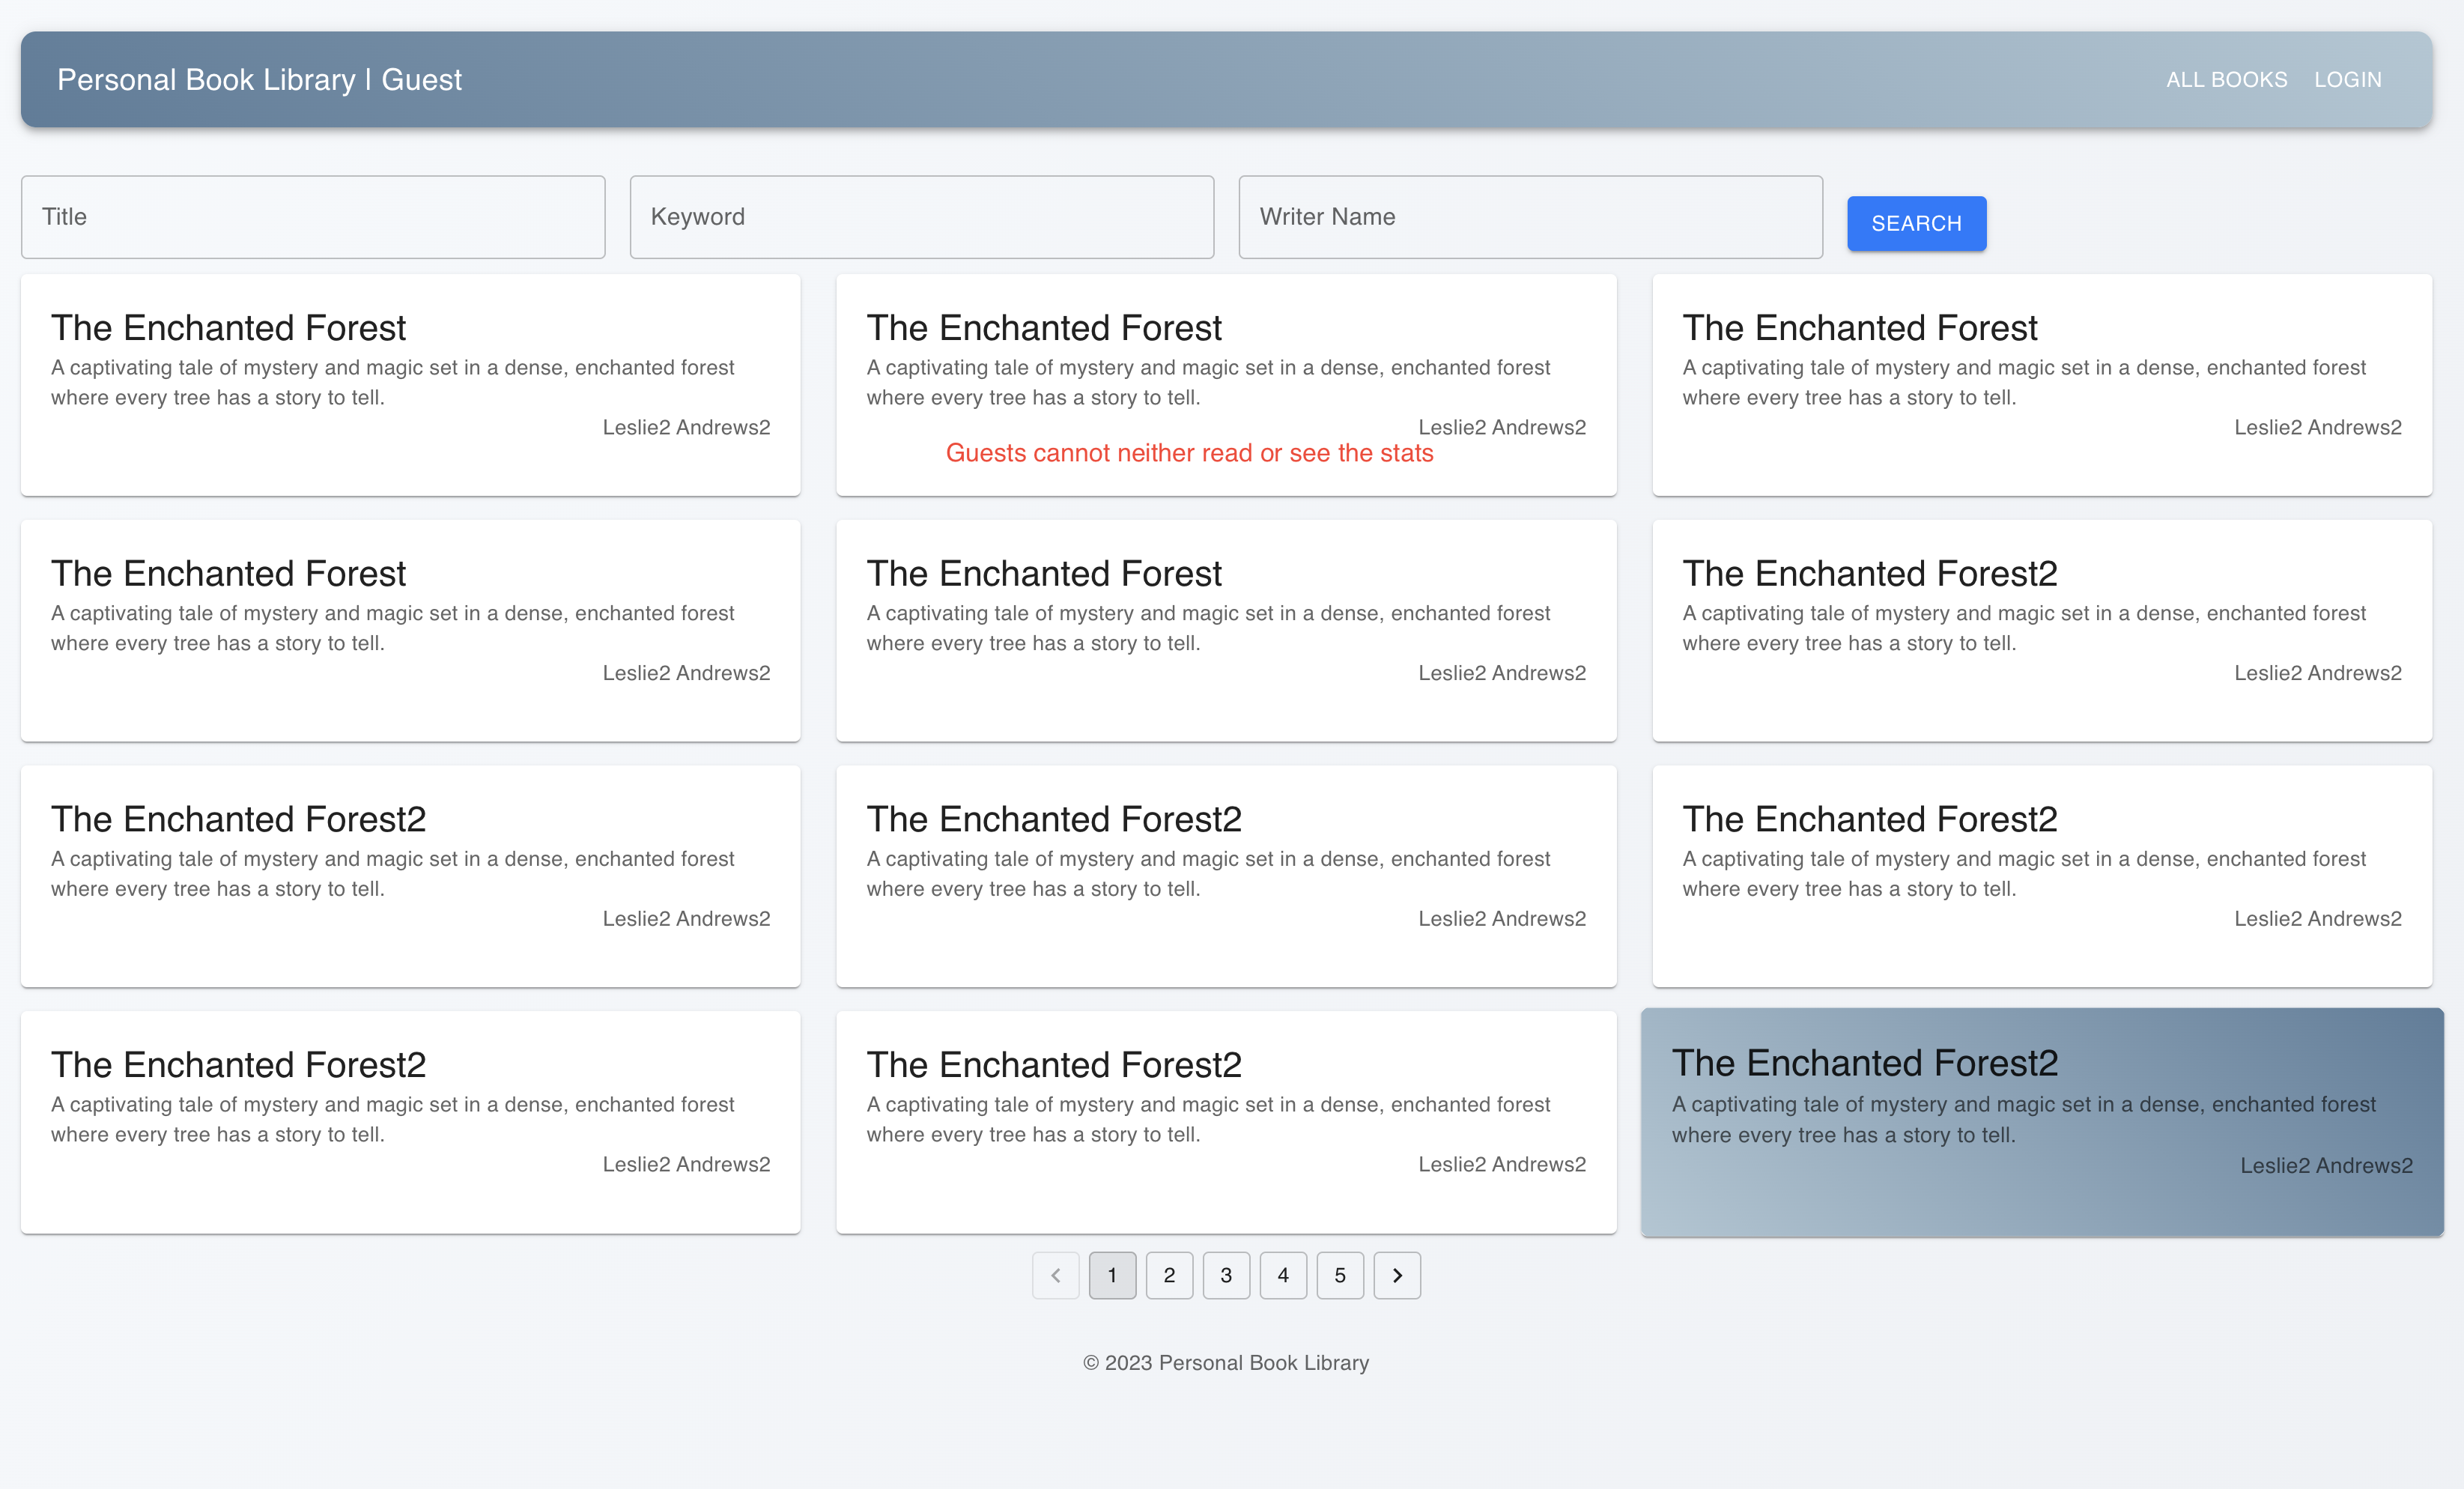 Personal Book Library | Guest
ALL BOOKS
LOGIN
Title
Keyword
Writer Name
SEARCH
The Enchanted Forest
A captivating tale of mystery and magic set in a dense, enchanted forest
where every tree has a story to tell.
Leslie2 Andrews2
The Enchanted Forest
A captivating tale of mystery and magic set in a dense, enchanted forest
where every tree has a story to tell.
Leslie2 Andrews2
Guests cannot neither read or see the stats
The Enchanted Forest
A captivating tale of mystery and magic set in a dense, enchanted forest
where every tree has a story to tell.
Leslie2 Andrews2
The Enchanted Forest
A captivating tale of mystery and magic set in a dense, enchanted forest
where every tree has a story to tell.
Leslie2 Andrews2
The Enchanted Forest
A captivating tale of mystery and magic set in a dense, enchanted forest
where every tree has a story to tell.
Leslie2 Andrews2
The Enchanted Forest2
A captivating tale of mystery and magic set in a dense, enchanted forest
where every tree has a story to tell.
Leslie2 Andrews2
The Enchanted Forest2
A captivating tale of mystery and magic set in a dense, enchanted forest
where every tree has a story to tell.
Leslie2 Andrews2
The Enchanted Forest2
A captivating tale of mystery and magic set in a dense, enchanted forest
where every tree has a story to tell.
Leslie2 Andrews2
The Enchanted Forest2
A captivating tale of mystery and magic set in a dense, enchanted forest
where every tree has a story to tell.
Leslie2 Andrews2
The Enchanted Forest2
A captivating tale of mystery and magic set in a dense, enchanted forest
where every tree has a story to tell.
Leslie2 Andrews2
The Enchanted Forest2
A captivating tale of mystery and magic set in a dense, enchanted forest
where every tree has a story to tell.
Leslie2 Andrews2
The Enchanted Forest2
A captivating tale of mystery and magic set in a dense, enchanted forest
where every tree has a story to tell.
Leslie2 Andrews2
1 2 3 4 5
© 2023 Personal Book Library